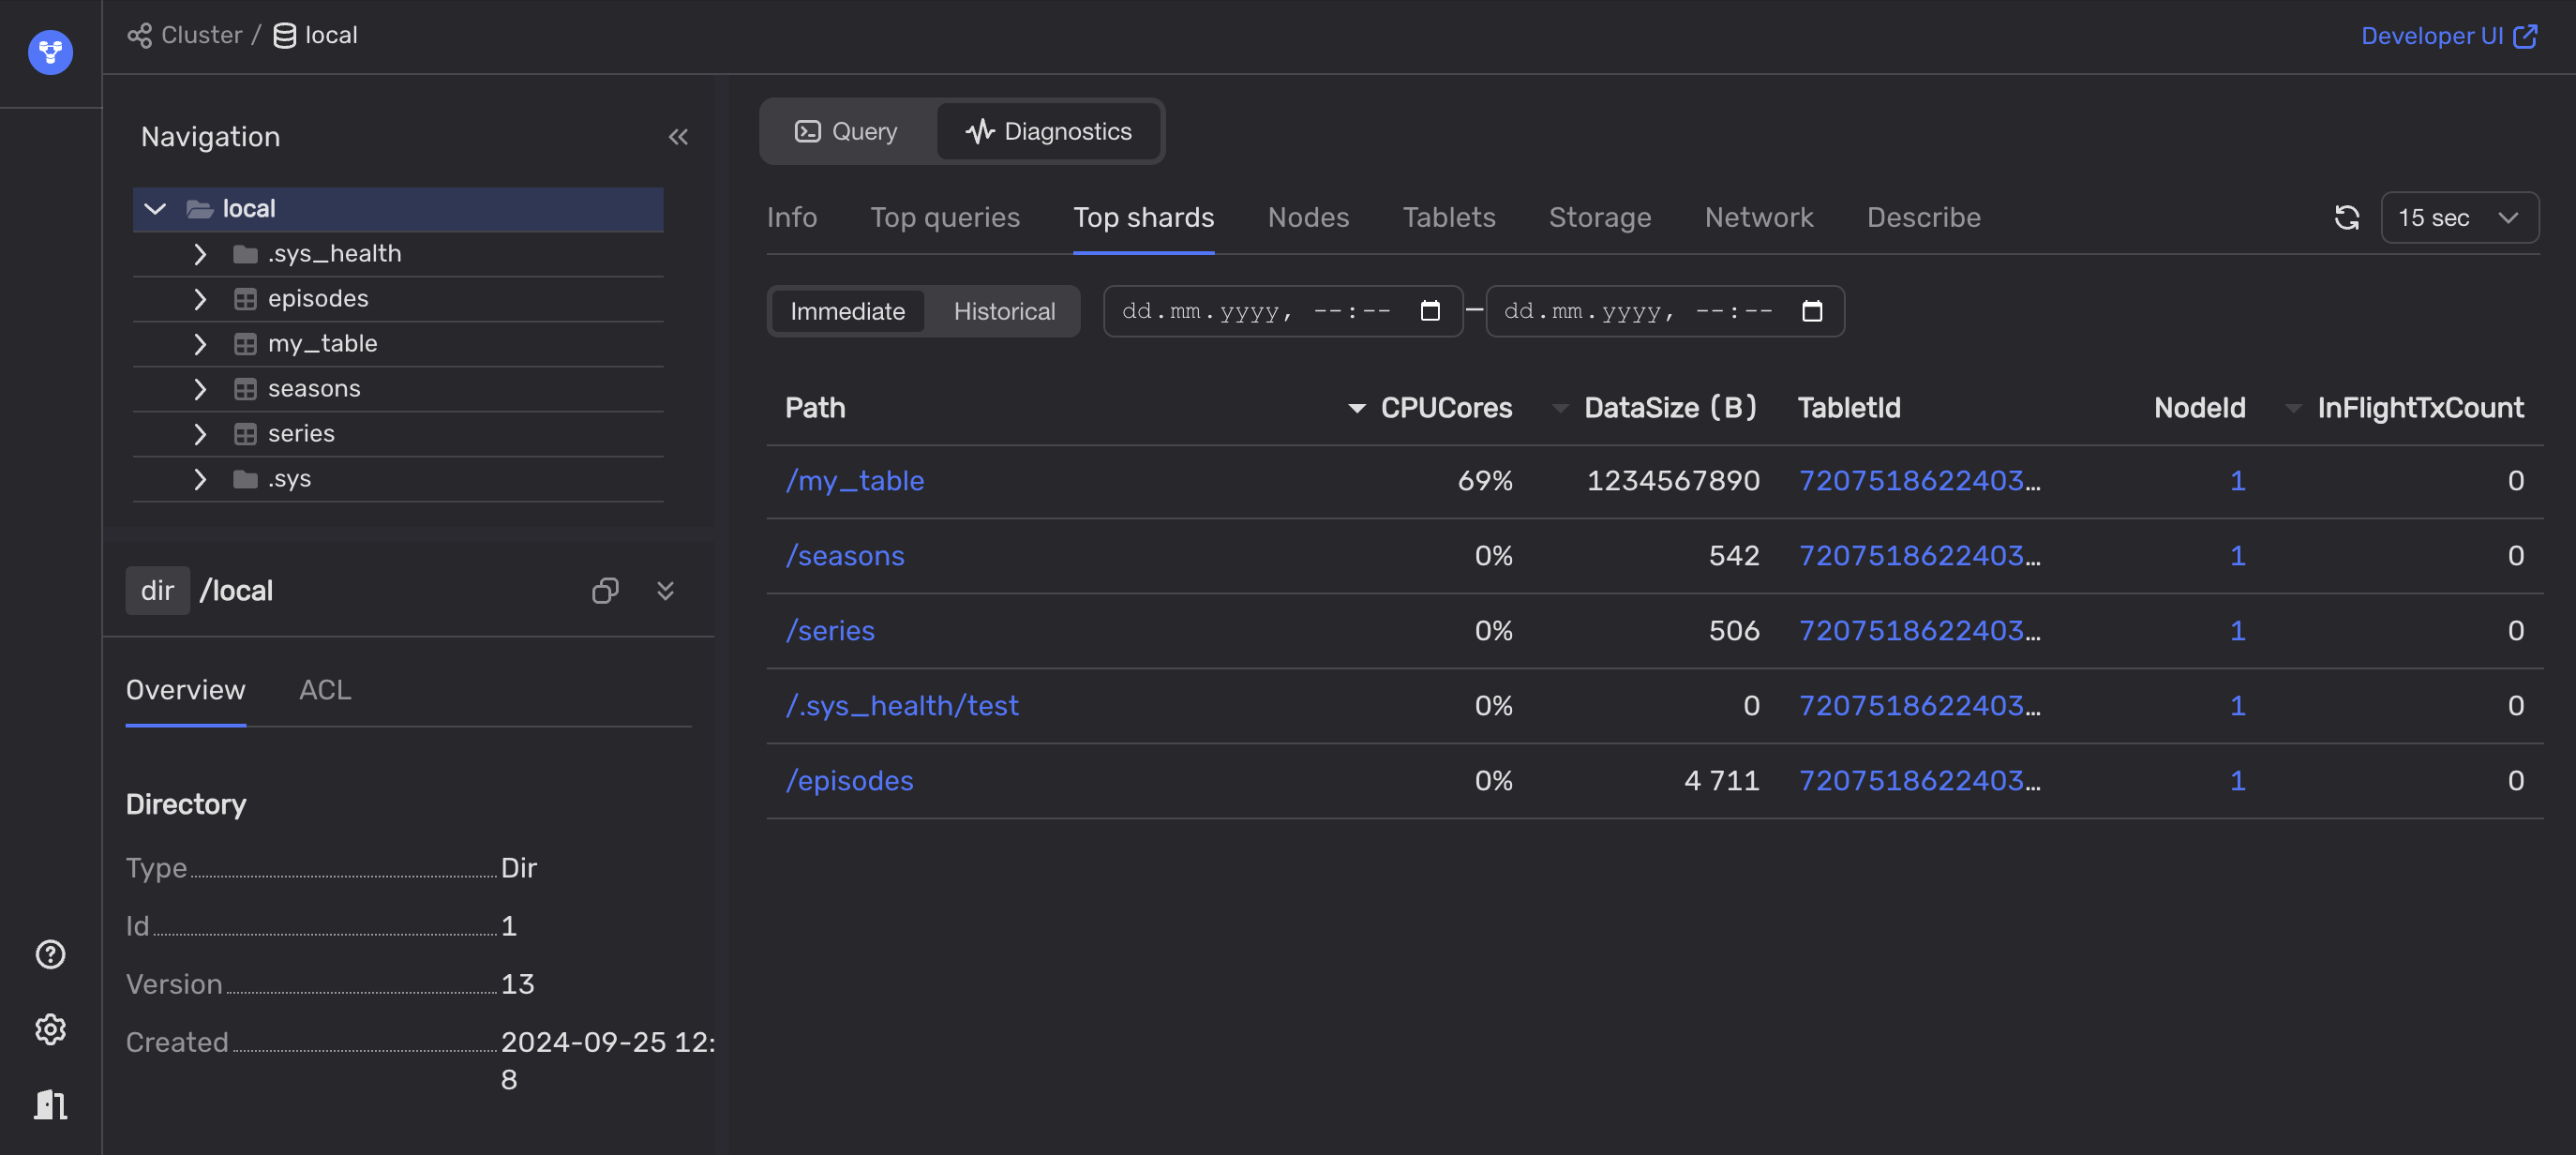 Cluster / local
Developer UI
Navigation
local
.sys_health
episodes
my_table
seasons
series
.sys
dir /local
Overview ACL
Directory
Type Dir
Id 1
Version 13
Created 2024-09-25 12:
8
Query Diagnostics
Info Top queries Top shards Nodes Tablets Storage Network Describe 15 sec
Immediate Historical dd.mm.yyyy, --:-- – dd.mm.yyyy, --:--
Path CPUCores DataSize (B) TabletId NodeId InFlightTxCount
/my_table 69% 1234567890 7207518622403... 1 0
/seasons 0% 542 7207518622403... 1 0
/series 0% 506 7207518622403... 1 0
/.sys_health/test 0% 0 7207518622403... 1 0
/episodes 0% 4 711 7207518622403... 1 0